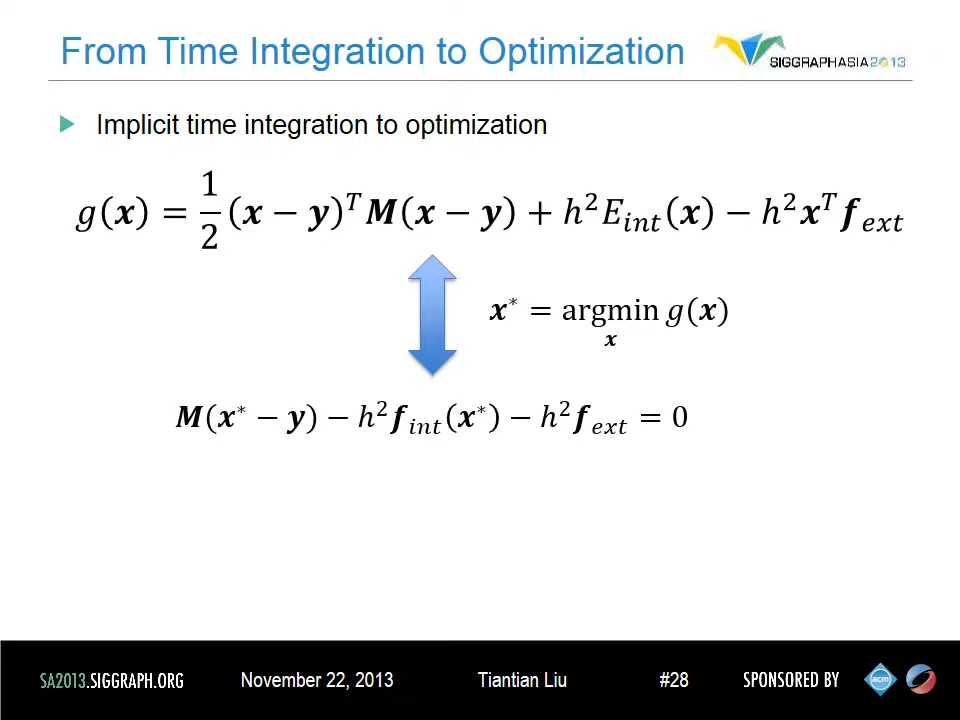 From Time Integration to Optimization
SIGGRAPHASIA2013
Implicit time integration to optimization
g(x) = 1/2 (x − y)^T M(x − y) + h^2 E_int(x) − h^2 x^T f_ext
x* = argmin_x g(x)
M(x* − y) − h^2 f_int(x*) − h^2 f_ext = 0
SA2013.SIGGRAPH.ORG November 22, 2013 Tiantian Liu #28 SPONSORED BY acm